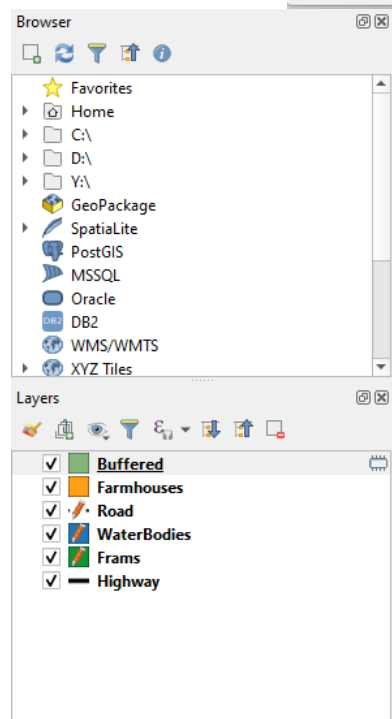 Browser
Favorites
Home
C:\
D:\
Y:\
GeoPackage
SpatiaLite
PostGIS
MSSQL
Oracle
DB2 DB2
WMS/WMTS
XYZ Tiles
Layers
Buffered
Farmhouses
Road
WaterBodies
Frams
Highway